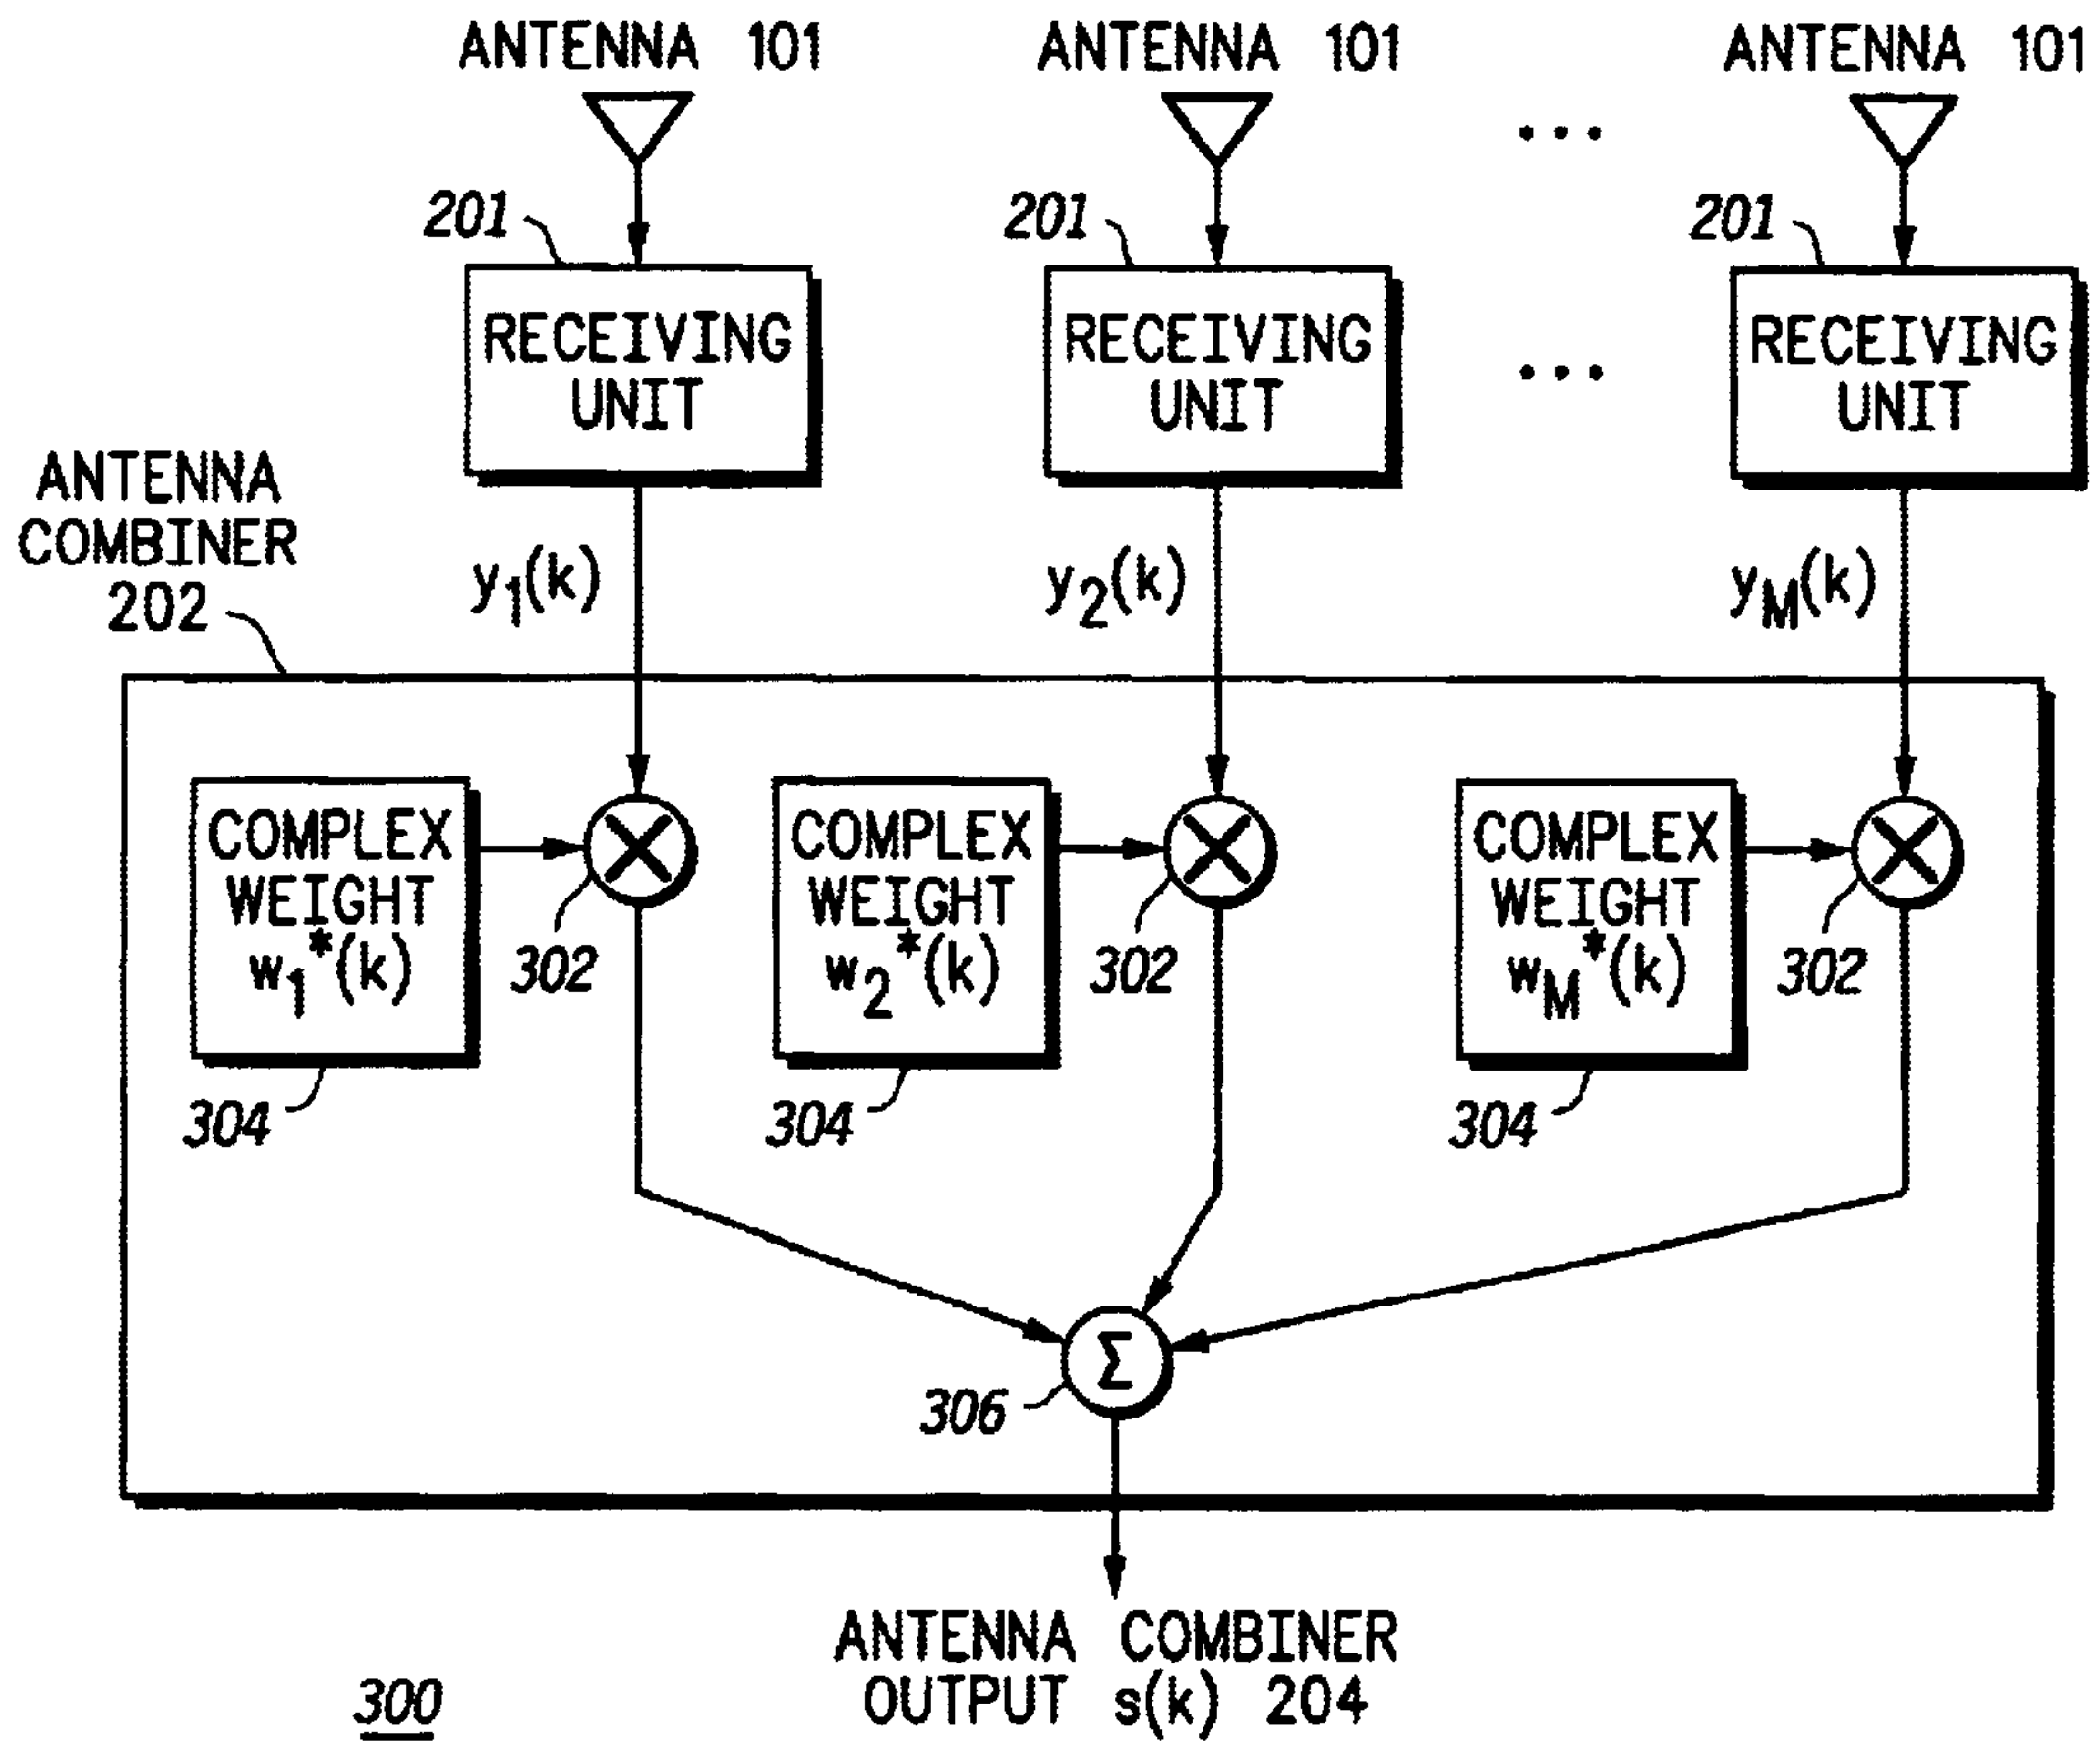 ANTENNA 101 ANTENNA 101 ANTENNA 101
...
201 201 201
RECEIVING UNIT
RECEIVING UNIT
...
RECEIVING UNIT
ANTENNA
COMBINER
202
y1(k) y2(k) yM(k)
COMPLEX
WEIGHT
w1*(k)
302
COMPLEX
WEIGHT
w2*(k)
302
COMPLEX
WEIGHT
wM*(k)
302
304 304 304
Σ
306
ANTENNA COMBINER
OUTPUT s(k) 204
300